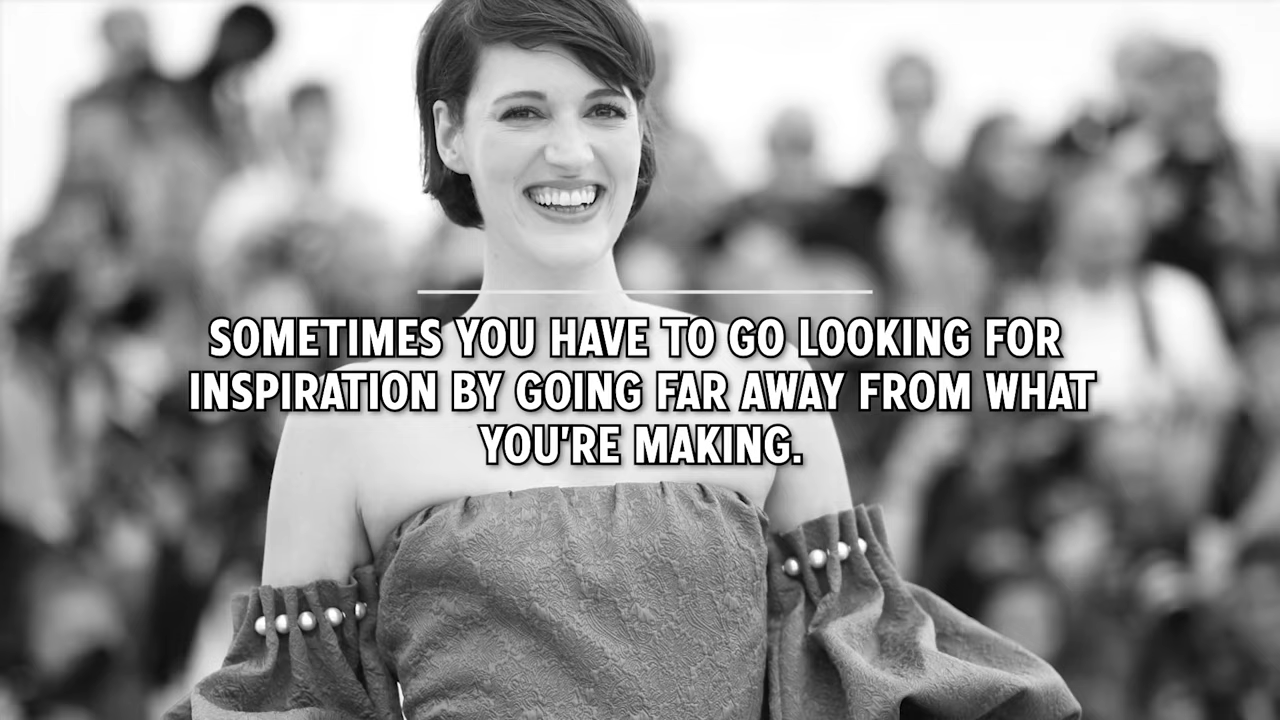 SOMETIMES YOU HAVE TO GO LOOKING FOR
INSPIRATION BY GOING FAR AWAY FROM WHAT
YOU'RE MAKING.